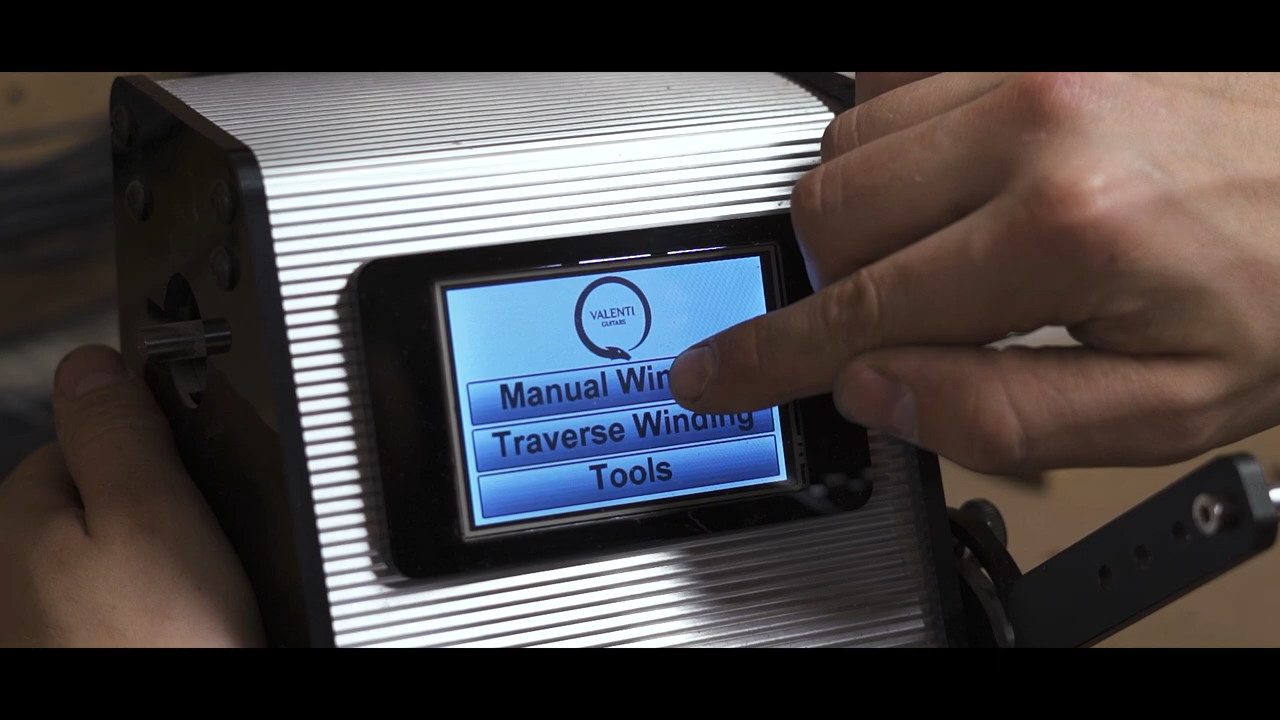 VALENTI
GUITARS
Manual Win
Traverse Winding
Tools